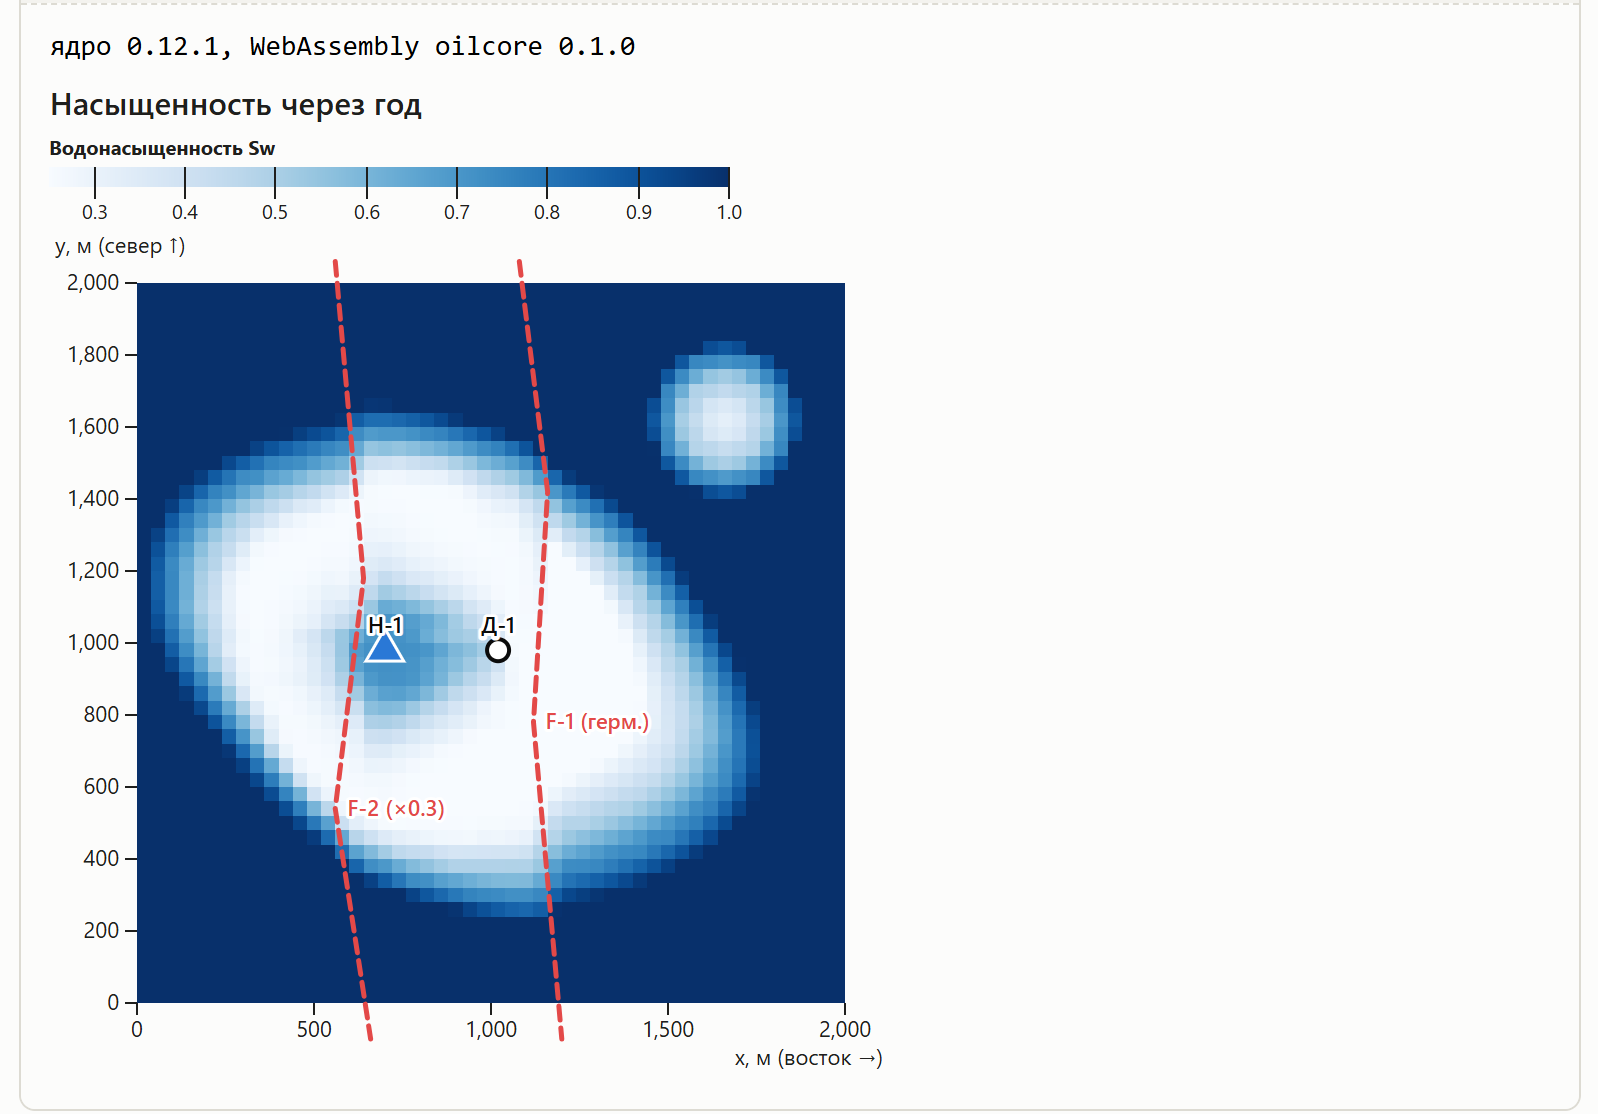 ядро 0.12.1, WebAssembly oilcore 0.1.0
Насыщенность через год
Водонасыщенность Sw
0.3 0.4 0.5 0.6 0.7 0.8 0.9 1.0
y, м (север ↑)
2,000
1,800
1,600
1,400
1,200
1,000
800
600
400
200
0
Н-1
Д-1
F-1 (герм.)
F-2 (×0.3)
0 500 1,000 1,500 2,000
x, м (восток →)